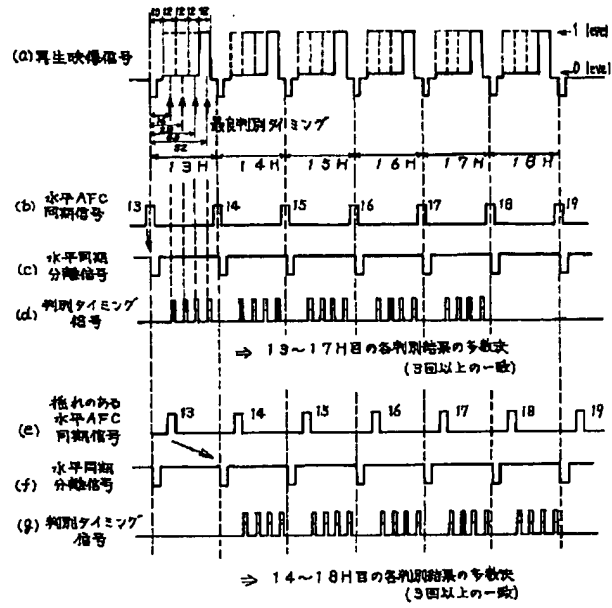 (a)再生映像信号
1 level
0 level
最良判別タイミング
13H 14H 15H 16H 17H 18H
(b) 水平AFC
同期信号
13 14 15 16 17 18 19
(c) 水平同期
分離信号
(d) 判別タイミング
信号
⇒ 13〜17H目の各判別結果の多数決
(3回以上の一致)
(e) 揺れのある
水平AFC
同期信号
13 14 15 16 17 18 19
(f) 水平同期
分離信号
(g) 判別タイミング
信号
⇒ 14〜18H目の各判別結果の多数決
(3回以上の一致)